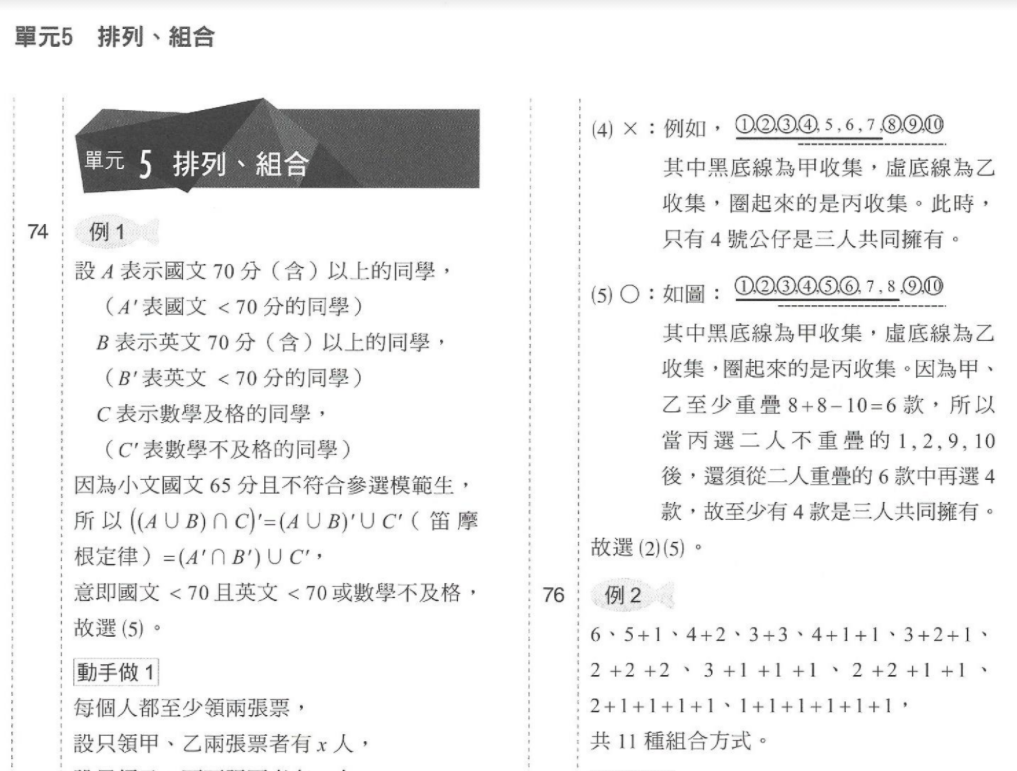 單元5 排列、組合
單元 5 排列、組合
74 例 1
設 A 表示國文 70 分（含）以上的同學，
（A′表國文 < 70 分的同學）
B 表示英文 70 分（含）以上的同學，
（B′表英文 < 70 分的同學）
C 表示數學及格的同學，
（C′表數學不及格的同學）
因為小文國文 65 分且不符合參選模範生，
所以 ((A∪B)∩C)′=(A∪B)′∪C′（笛摩
根定律）=(A′∩B′)∪C′，
意即國文 < 70 且英文 < 70 或數學不及格，
故選 (5)。
動手做 1
每個人都至少領兩張票，
設只領甲、乙兩張票者有 x 人，
(4) ×：例如，①,②,③,④, 5 , 6 , 7 ,⑧,⑨,⑩
其中黑底線為甲收集，虛底線為乙
收集，圈起來的是丙收集。此時，
只有 4 號公仔是三人共同擁有。
(5) ○：如圖：①,②,③,④,⑤,⑥, 7 , 8 ,⑨,⑩
其中黑底線為甲收集，虛底線為乙
收集，圈起來的是丙收集。因為甲、
乙至少重疊 8+8−10=6 款，所以
當丙選二人不重疊的 1, 2, 9, 10
後，還須從二人重疊的 6 款中再選 4
款，故至少有 4 款是三人共同擁有。
故選 (2)(5)。
76 例 2
6、5+1、4+2、3+3、4+1+1、3+2+1、
2+2+2、3+1+1+1、2+2+1+1、
2+1+1+1+1、1+1+1+1+1+1，
共 11 種組合方式。